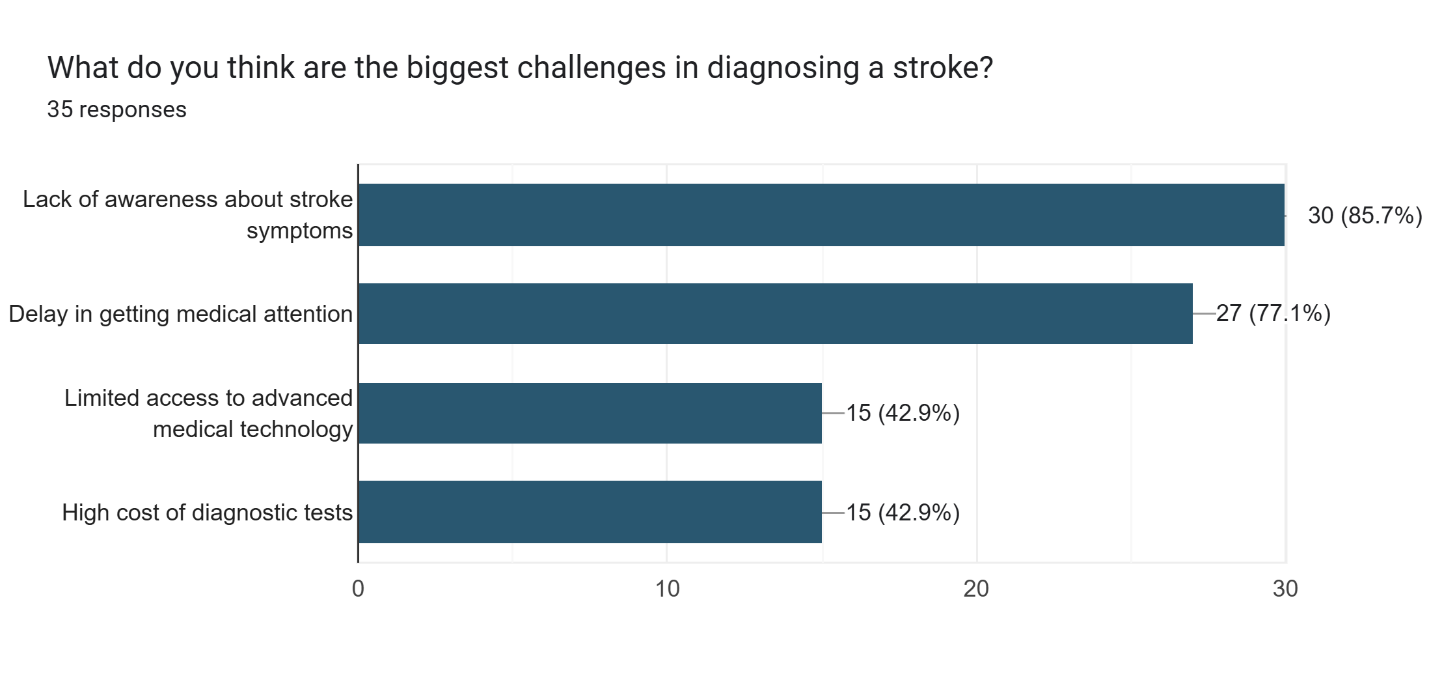 What do you think are the biggest challenges in diagnosing a stroke?
35 responses
Lack of awareness about stroke
symptoms
30 (85.7%)
Delay in getting medical attention
27 (77.1%)
Limited access to advanced
medical technology
15 (42.9%)
High cost of diagnostic tests
15 (42.9%)
0 10 20 30